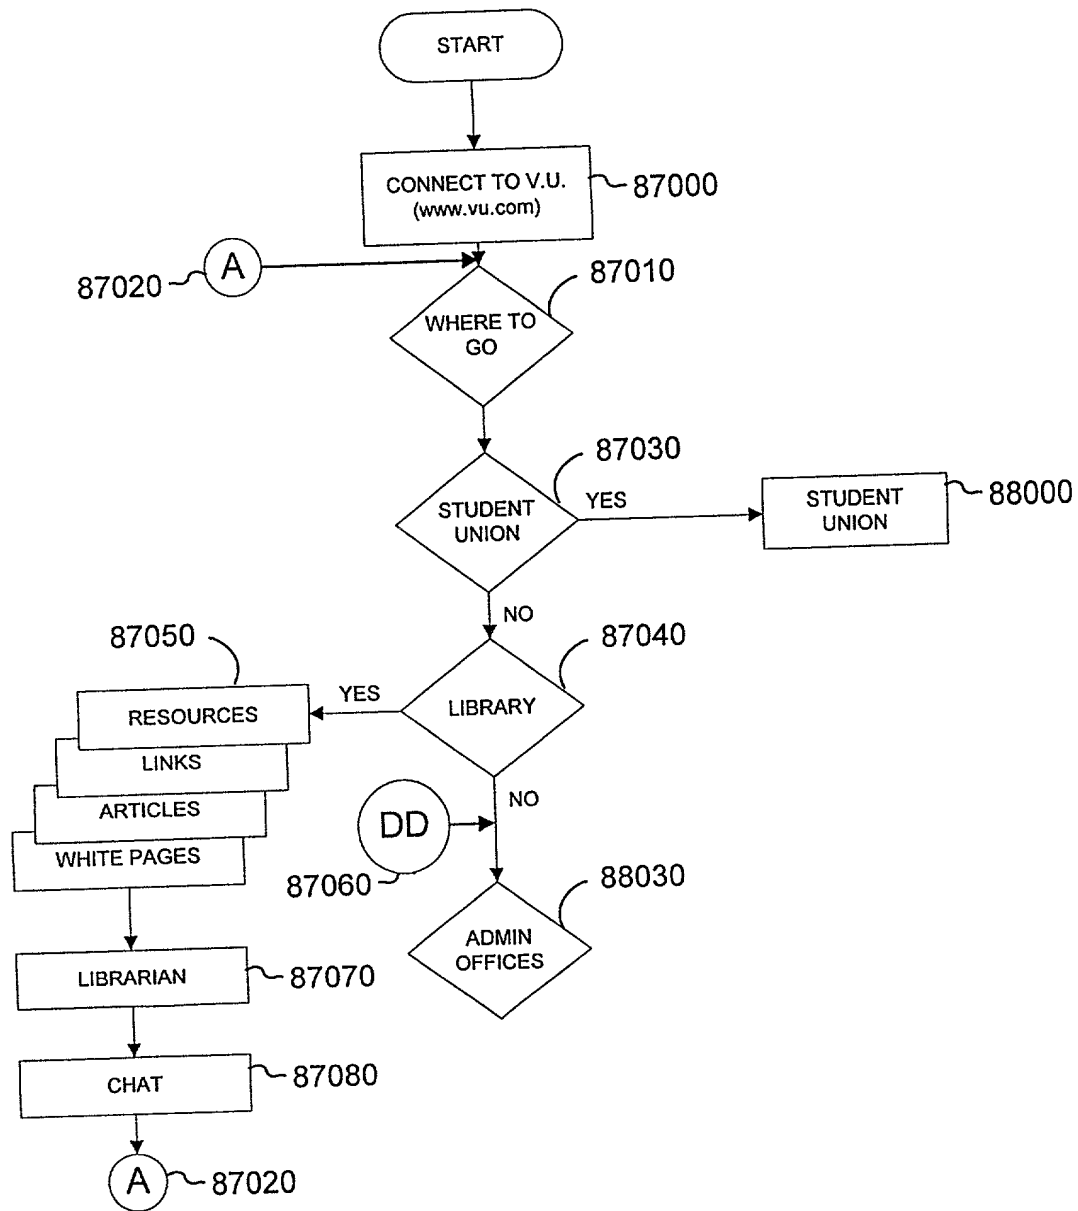 START
CONNECT TO V.U.
(www.vu.com)
87000
A
87020
87010
WHERE TO
GO
87030
STUDENT
UNION
YES
STUDENT
UNION
88000
NO
87040
LIBRARY
YES
87050
RESOURCES
LINKS
ARTICLES
WHITE PAGES
NO
DD
87060
88030
ADMIN
OFFICES
LIBRARIAN
87070
CHAT
87080
A
87020